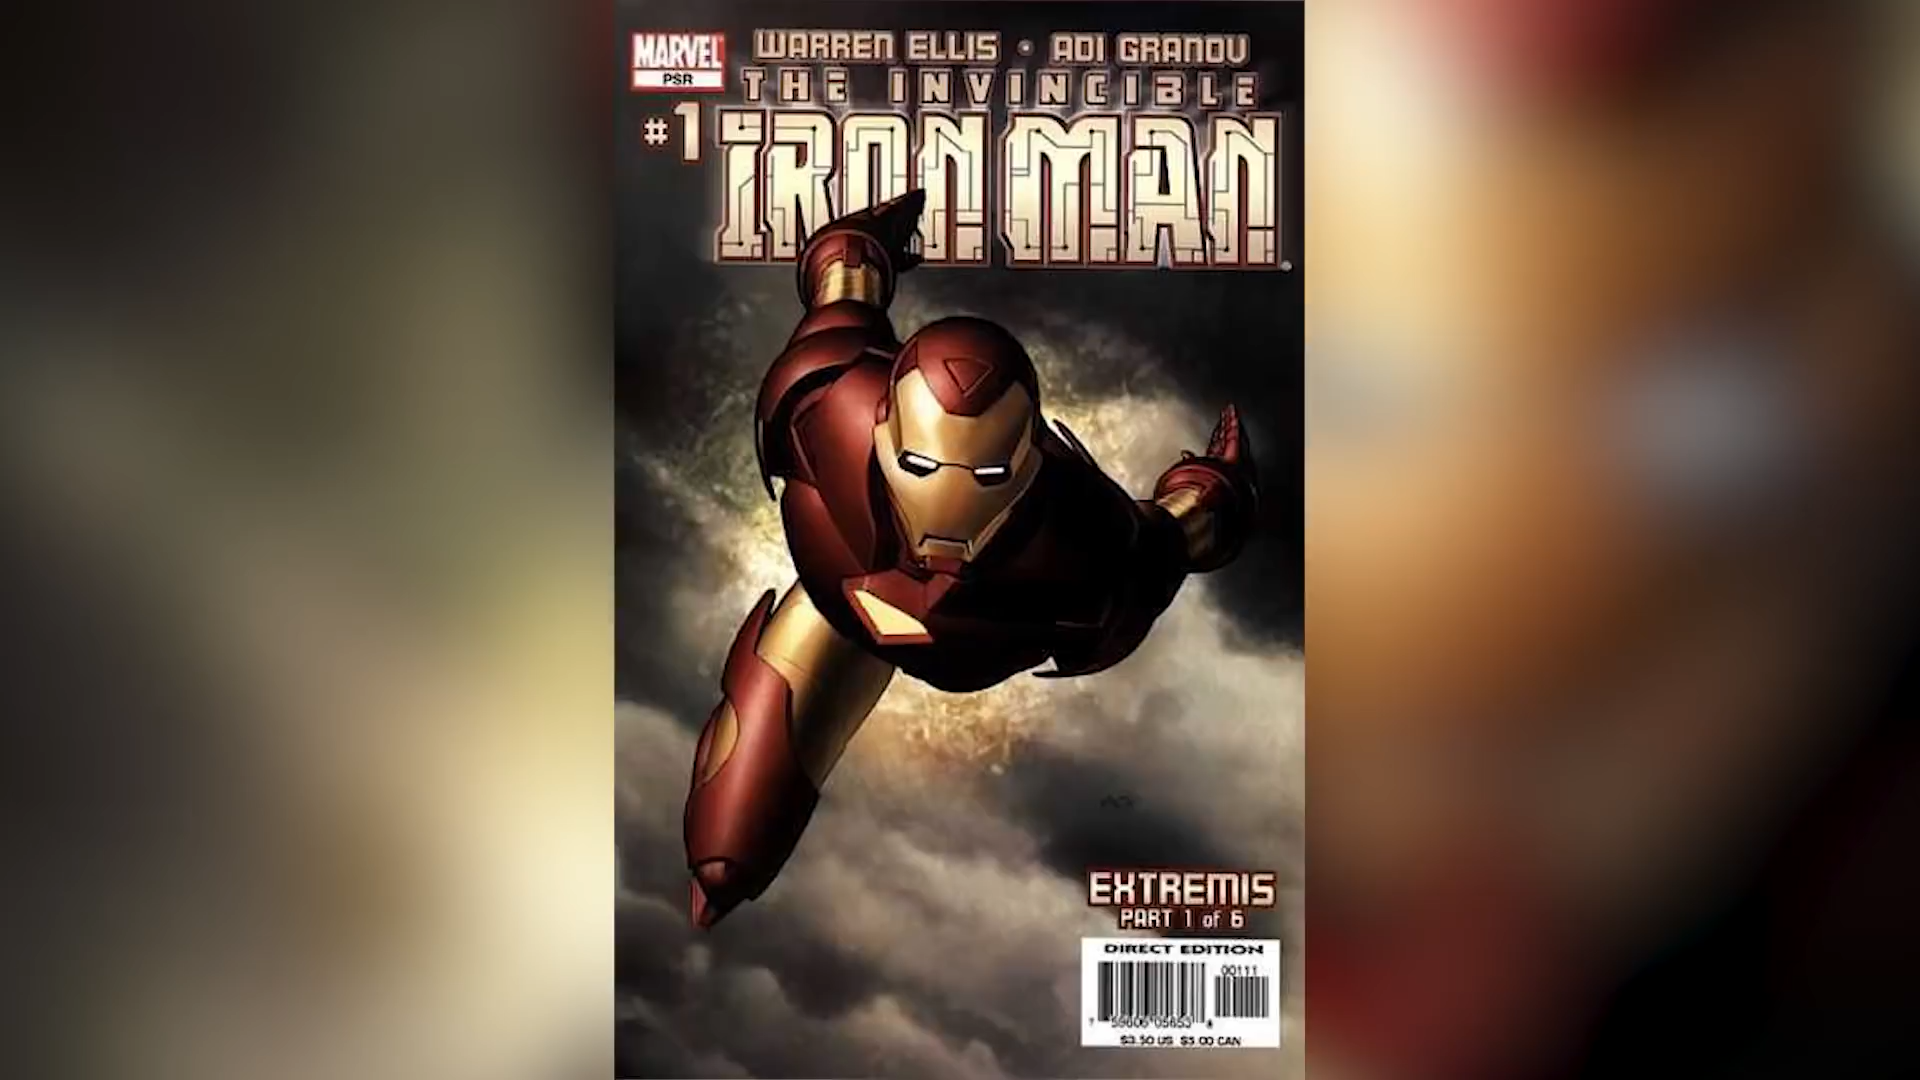 MARVEL
PSR
#1
WARREN ELLIS • ADI GRANOV
THE INVINCIBLE
IRON MAN.
EXTREMIS
PART 1 of 6
DIRECT EDITION
00111
$3.50 US $5.00 CAN